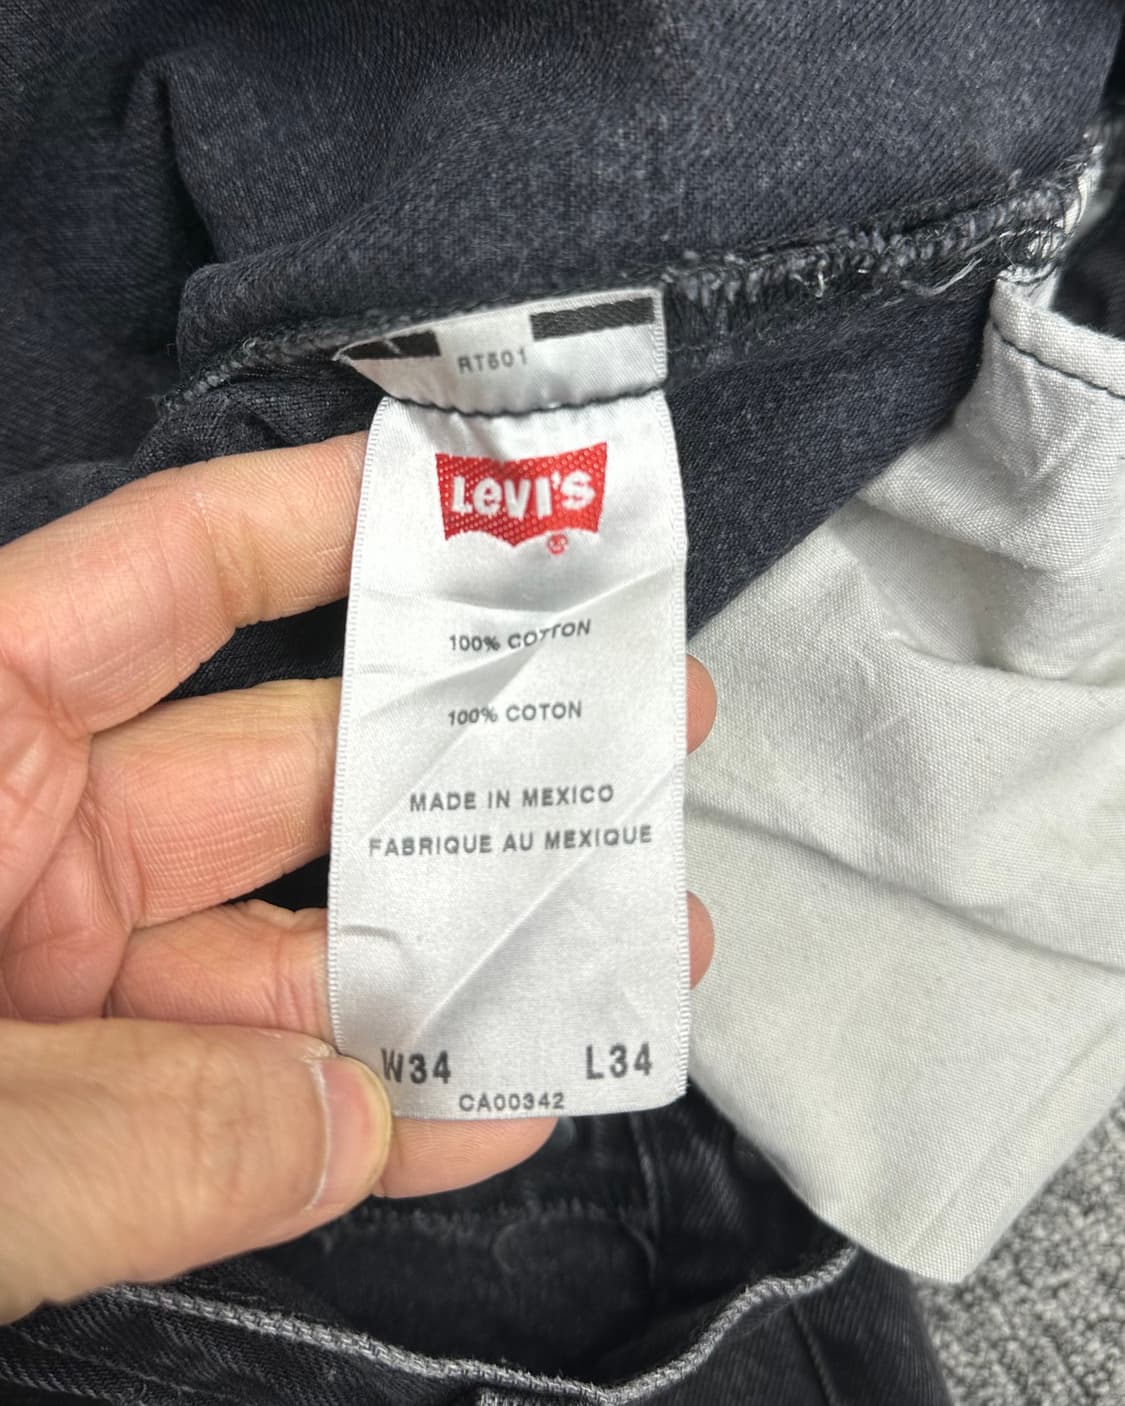 RT501
LEVI'S
®
100% COTTON
100% COTON
MADE IN MEXICO
FABRIQUE AU MEXIQUE
W34 L34
CA00342